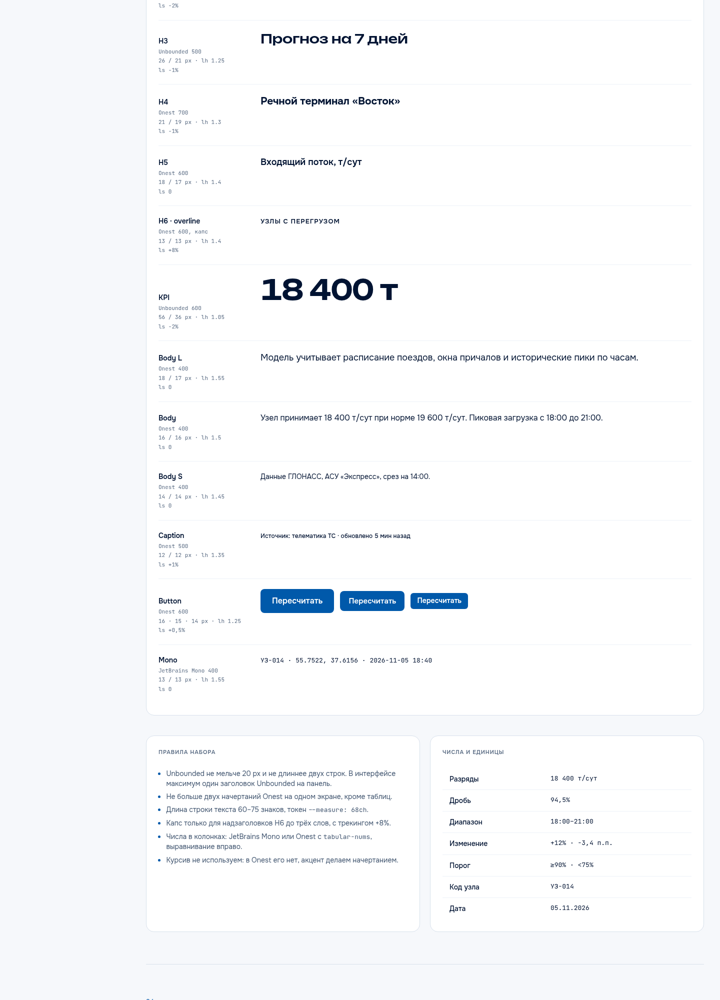 ls -2%
H3
Unbounded 500
26 / 21 px · lh 1.25
ls -1%
Прогноз на 7 дней
H4
Onest 700
21 / 19 px · lh 1.3
ls -1%
Речной терминал «Восток»
H5
Onest 600
18 / 17 px · lh 1.4
ls 0
Входящий поток, т/сут
H6 · overline
Onest 600, капс
13 / 13 px · lh 1.4
ls +8%
УЗЛЫ С ПЕРЕГРУЗОМ
KPI
Unbounded 600
56 / 36 px · lh 1.05
ls -2%
18 400 т
Body L
Onest 400
18 / 17 px · lh 1.55
ls 0
Модель учитывает расписание поездов, окна причалов и исторические пики по часам.
Body
Onest 400
16 / 16 px · lh 1.5
ls 0
Узел принимает 18 400 т/сут при норме 19 600 т/сут. Пиковая загрузка с 18:00 до 21:00.
Body S
Onest 400
14 / 14 px · lh 1.45
ls 0
Данные ГЛОНАСС, АСУ «Экспресс», срез на 14:00.
Caption
Onest 500
12 / 12 px · lh 1.35
ls +1%
Источник: телематика ТС · обновлено 5 мин назад
Button
Onest 600
16 · 15 · 14 px · lh 1.25
ls +0,5%
Пересчитать Пересчитать Пересчитать
Mono
JetBrains Mono 400
13 / 13 px · lh 1.55
ls 0
УЗ-014 · 55.7522, 37.6156 · 2026-11-05 18:40
ПРАВИЛА НАБОРА
Unbounded не мельче 20 px и не длиннее двух строк. В интерфейсе
максимум один заголовок Unbounded на панель.
Не больше двух начертаний Onest на одном экране, кроме таблиц.
Длина строки текста 60–75 знаков, токен --measure: 68ch.
Капс только для надзаголовков H6 до трёх слов, с трекингом +8%.
Числа в колонках: JetBrains Mono или Onest с tabular-nums,
выравнивание вправо.
Курсив не используем: в Onest его нет, акцент делаем начертанием.
ЧИСЛА И ЕДИНИЦЫ
Разряды 18 400 т/сут
Дробь 94,5%
Диапазон 18:00–21:00
Изменение +12% · -3,4 п.п.
Порог ≥90% · <75%
Код узла УЗ-014
Дата 05.11.2026